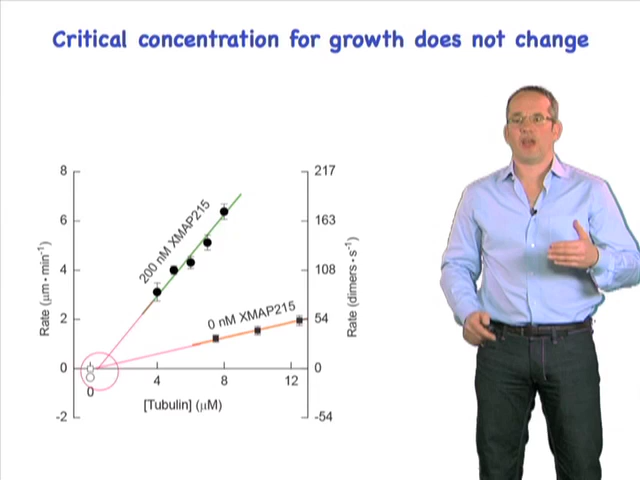 Critical concentration for growth does not change
8
6
4
2
0
-2
217
163
108
54
0
-54
Rate (μm·min⁻¹)
Rate (dimers·s⁻¹)
200 nM XMAP215
0 nM XMAP215
0
4
8
12
[Tubulin] (μM)